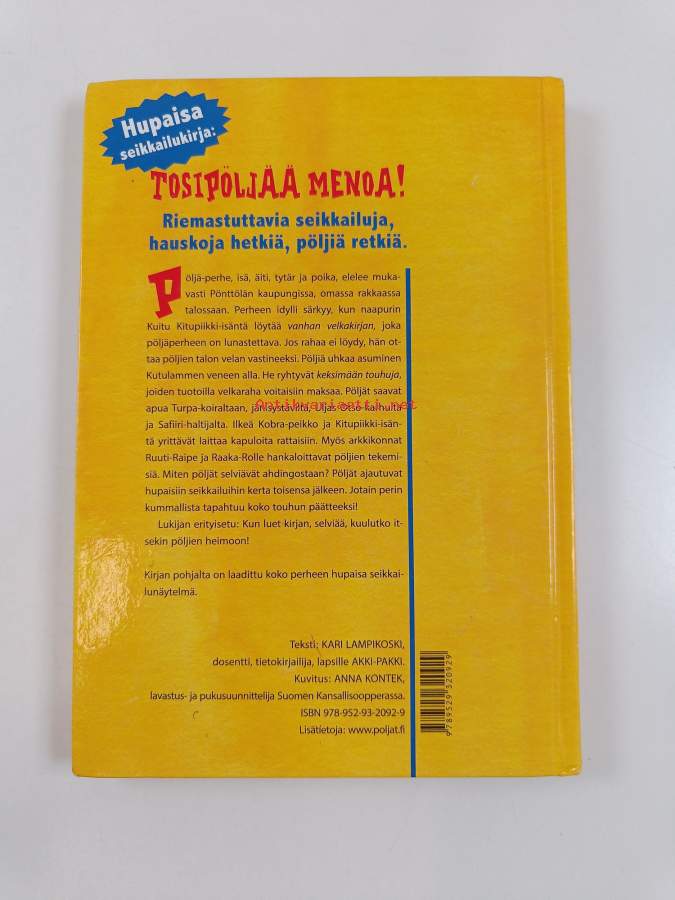 Hupaisa
seikkailukirja:
TOSIPÖLJÄÄ MENOA!
Riemastuttavia seikkailuja,
hauskoja hetkiä, pöljiä retkiä.
Pöljä-perhe, isä, äiti, tytär ja poika, elelee muka-
vasti Pönttölän kaupungissa, omassa rakkaassa
talossaan. Perheen idylli särkyy, kun naapurin
Kuitu Kitupiikki-isäntä löytää vanhan velkakirjan, joka
pöljäperheen on lunastettava. Jos rahaa ei löydy, hän ot-
taa pöljien talon velan vastineeksi. Pöljiä uhkaa asuminen
Kutulammen veneen alla. He ryhtyvät keksimään touhuja,
joiden tuotoilla velkaraha voitaisiin maksaa. Pöljät saavat
apua Turpa-koiraltaan, jänisystäviltä, Uljas Otso-karhulta
ja Safiiri-haltijalta. Ilkeä Kobra-peikko ja Kitupiikki-isän-
tä yrittävät laittaa kapuloita rattaisiin. Myös arkkikonnat
Ruuti-Raipe ja Raaka-Rolle hankaloittavat pöljien tekemi-
siä. Miten pöljät selviävät ahdingostaan? Pöljät ajautuvat
hupaisiin seikkailuihin kerta toisensa jälkeen. Jotain perin
kummallista tapahtuu koko touhun päätteeksi!
Lukijan erityisetu: Kun luet kirjan, selviää, kuulutko it-
sekin pöljien heimoon!
Kirjan pohjalta on laadittu koko perheen hupaisa seikkai-
lunäytelmä.
Teksti: KARI LAMPIKOSKI,
dosentti, tietokirjailija, lapsille AKKI-PAKKI.
Kuvitus: ANNA KONTEK,
lavastus- ja pukusuunnittelija Suomen Kansallisoopperassa.
ISBN 978-952-93-2092-9
Lisätietoja: www.poljat.fi
9 789529 320929
Antikvariaatti.net